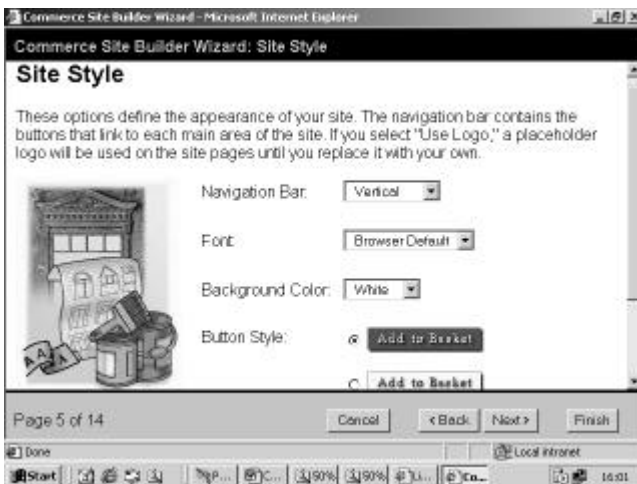 Commerce Site Builder Wizard - Microsoft Internet Explorer
Commerce Site Builder Wizard: Site Style
Site Style
These options define the appearance of your site. The navigation bar contains the
buttons that link to each main area of the site. If you select "Use Logo," a placeholder
logo will be used on the site pages until you replace it with your own.
Navigation Bar: Vertical
Font: Browser Default
Background Color: White
Button Style: Add to Basket
Add to Basket
AAA
Page 5 of 14 Cancel < Back Next > Finish
Done Local intranet
Start 90% 90% 16:01